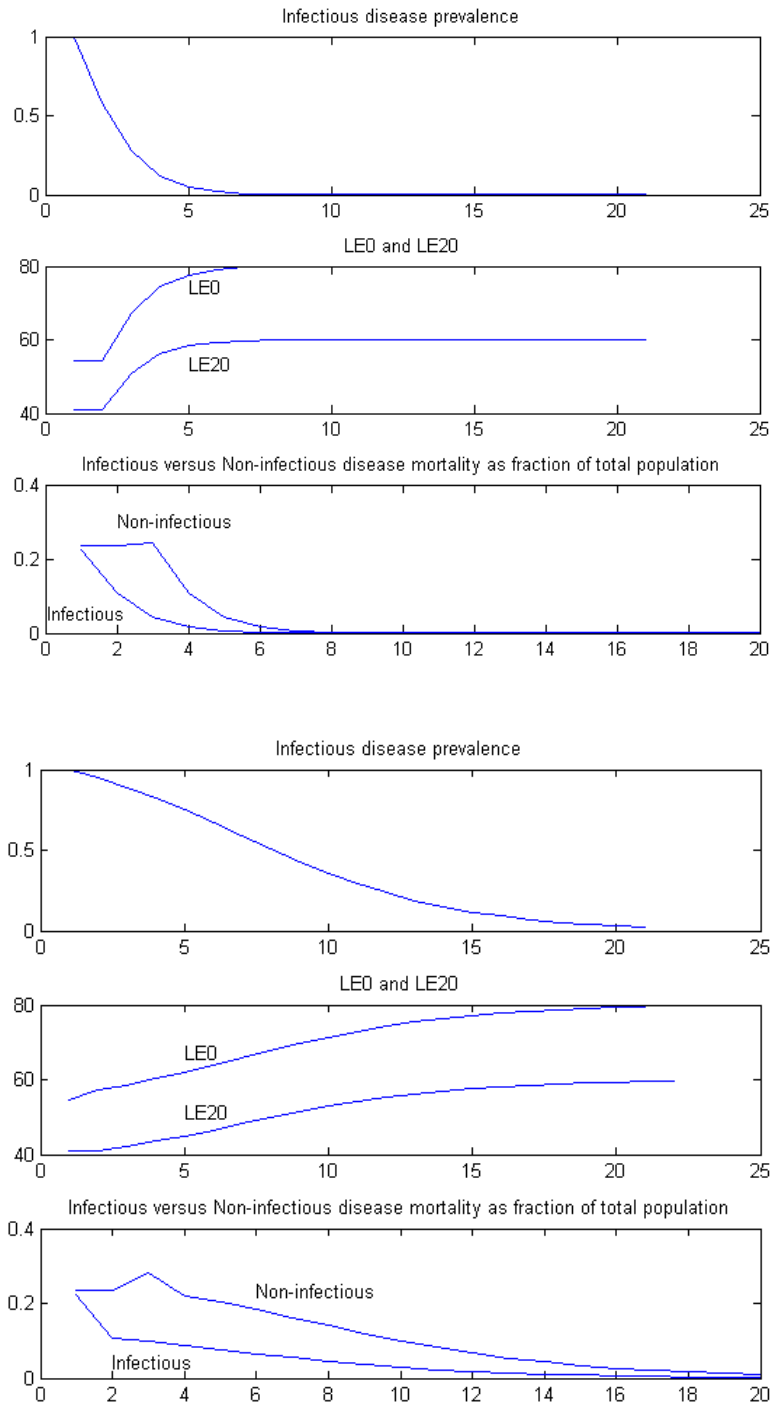 Infectious disease prevalence
1
0.5
0
0 5 10 15 20 25
LE0 and LE20
80
LE0
60
LE20
40
0 5 10 15 20 25
Infectious versus Non-infectious disease mortality as fraction of total population
0.4
Non-infectious
0.2
Infectious
0
2 4 6 8 10 12 14 16 18 20
Infectious disease prevalence
1
0.5
0
0 5 10 15 20 25
LE0 and LE20
80
LE0
60
LE20
40
0 5 10 15 20 25
Infectious versus Non-infectious disease mortality as fraction of total population
0.4
Non-infectious
0.2
Infectious
0
0 2 4 6 8 10 12 14 16 18 20